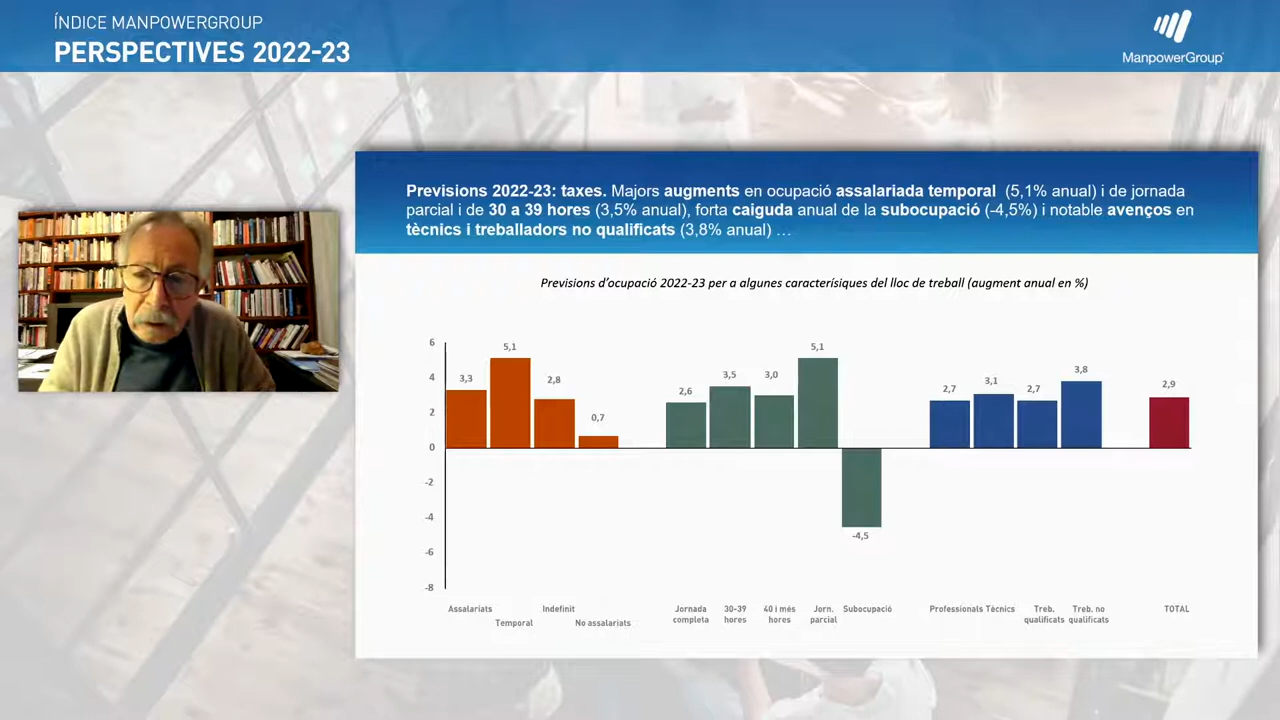 ÍNDICE MANPOWERGROUP
PERSPECTIVES 2022-23
ManpowerGroup
Previsions 2022-23: taxes. Majors augments en ocupació assalariada temporal (5,1% anual) i de jornada
parcial i de 30 a 39 hores (3,5% anual), forta caiguda anual de la subocupació (-4,5%) i notable avenços en
tècnics i treballadors no qualificats (3,8% anual) …
Previsions d'ocupació 2022-23 per a algunes caracterísiques del lloc de treball (augment anual en %)
6
4
2
0
-2
-4
-6
-8
3,3
5,1
2,8
0,7
2,6
3,5
3,0
5,1
-4,5
2,7
3,1
2,7
3,8
2,9
Assalariats
Temporal
Indefinit
No assalariats
Jornada
completa
30-39
hores
40 i més
hores
Jorn.
parcial
Subocupació
Professionals
Tècnics
Treb.
qualificats
Treb. no
qualificats
TOTAL